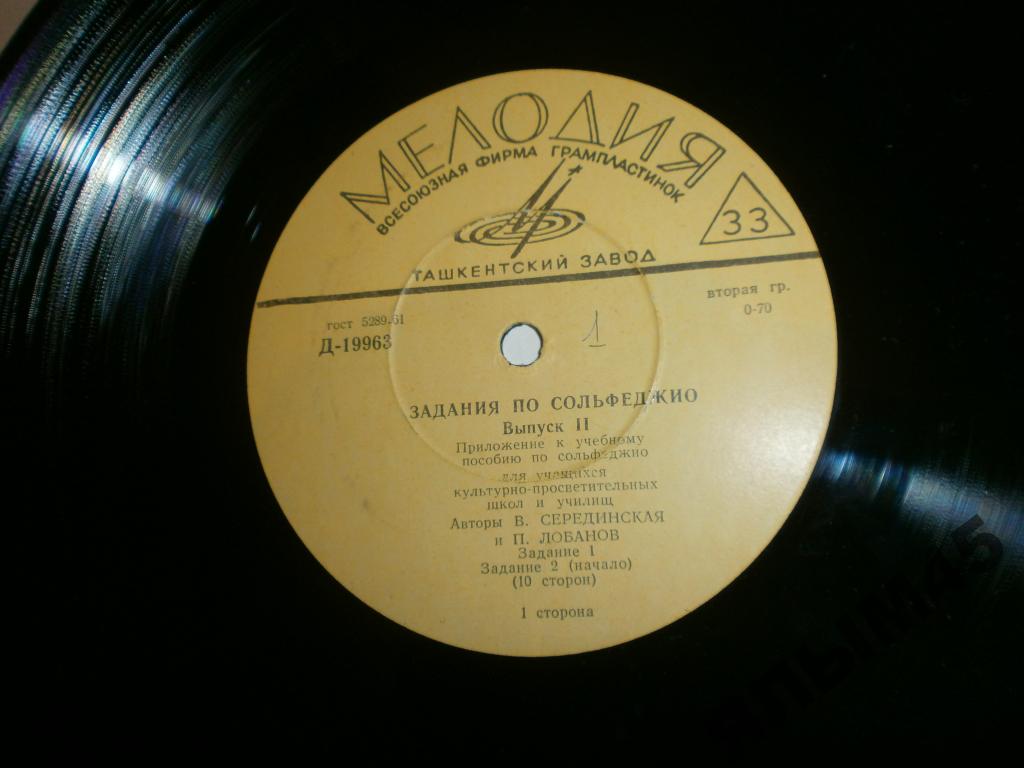 МЕЛОДИЯ
ВСЕСОЮЗНАЯ ФИРМА ГРАМПЛАСТИНОК
33
ТАШКЕНТСКИЙ ЗАВОД
вторая гр.
0-70
гост 5289.61
Д-19963
1
ЗАДАНИЯ ПО СОЛЬФЕДЖИО
Выпуск II
Приложение к учебному
пособию по сольфеджио
для учащихся
культурно-просветительных
школ и училищ
Авторы В. СЕРЕДИНСКАЯ
и П. ЛОБАНОВ
Задание 1
Задание 2 (начало)
(10 сторон)
1 сторона